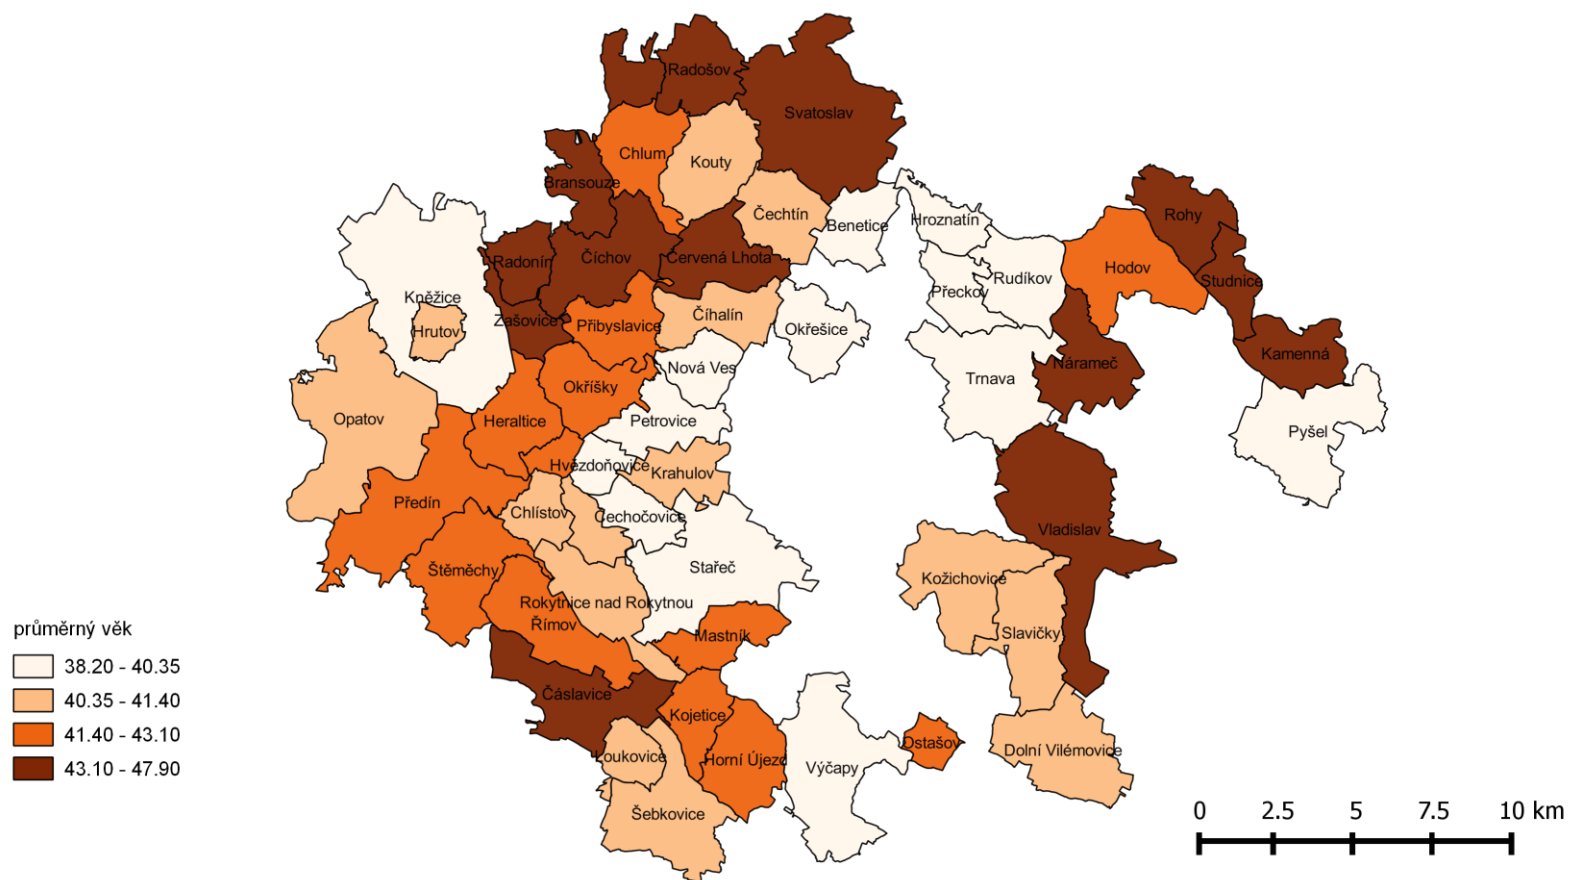 Radošov
Svatoslav
Chlum
Kouty
Bransouze
Čechtín
Benetice
Hroznatín
Rohy
Radonín
Číchov
Červená Lhota
Přeckov
Rudíkov
Hodov
Studnice
Kněžice
Hrutov
Zašovice
Přibyslavice
Číhalín
Okřešice
Nová Ves
Trnava
Nárameč
Kamenná
Okříšky
Opatov
Heraltice
Petrovice
Pyšel
Hvězdoňovice
Krahulov
Předín
Chlístov
Čechočovice
Vladislav
Štěměchy
Stařeč
Kožichovice
Rokytnice nad Rokytnou
Římov
Mastník
Slavičky
Čáslavice
Kojetice
Loukovice
Horní Újezd
Výčapy
Ostašov
Dolní Vilémovice
Šebkovice
průměrný věk
38.20 - 40.35
40.35 - 41.40
41.40 - 43.10
43.10 - 47.90
0 2.5 5 7.5 10 km